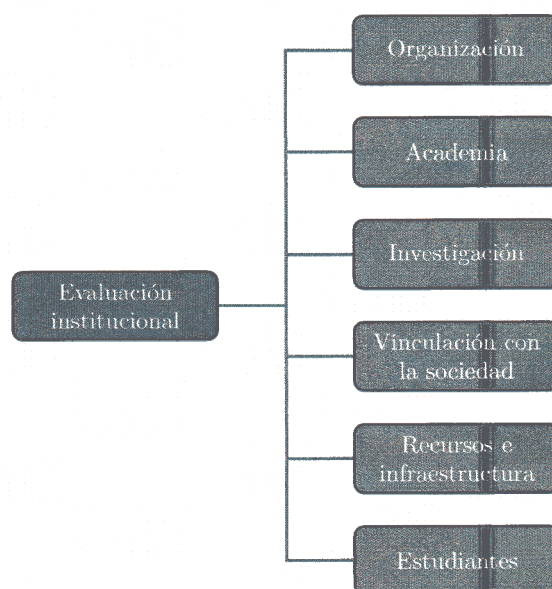 Organización
Academia
Investigación
Evaluación
institucional
Vinculación con
la sociedad
Recursos e
infraestructura
Estudiantes